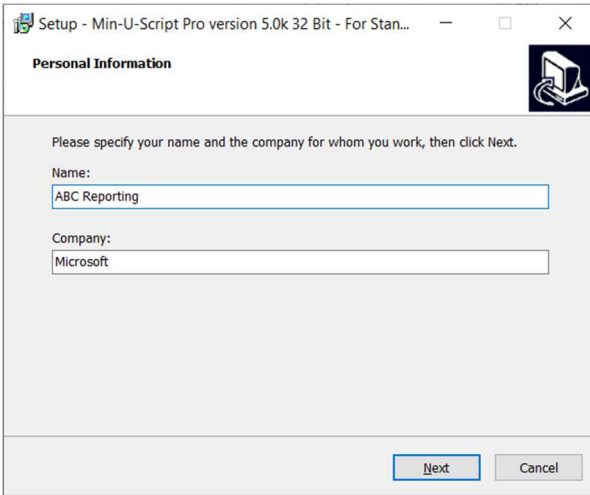 Setup - Min-U-Script Pro version 5.0k 32 Bit - For Stan...
Personal Information
Please specify your name and the company for whom you work, then click Next.
Name:
ABC Reporting
Company:
Microsoft
Next
Cancel